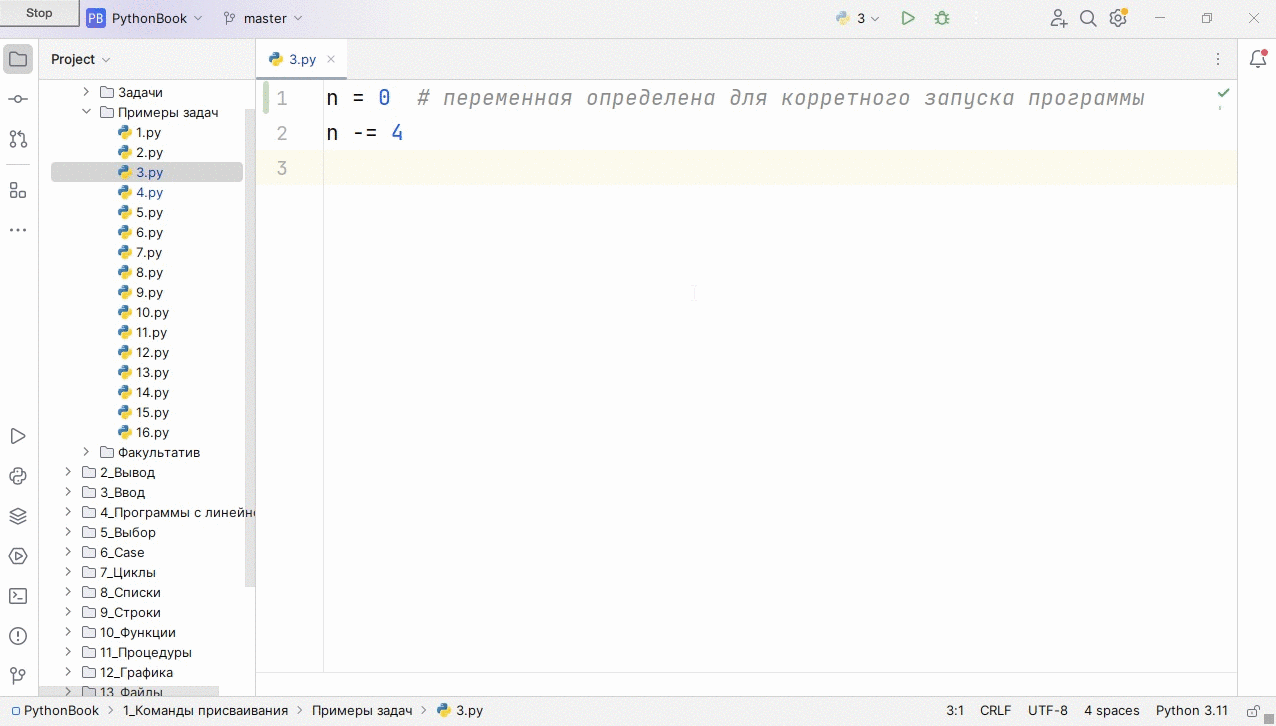 Stop
PB PythonBook master 3
Project
3.py
Задачи
Примеры задач
1.py
2.py
3.py
4.py
5.py
6.py
7.py
8.py
9.py
10.py
11.py
12.py
13.py
14.py
15.py
16.py
Факультатив
2_Вывод
3_Ввод
4_Программы с линейно
5_Выбор
6_Case
7_Циклы
8_Списки
9_Строки
10_Функции
11_Процедуры
12_Графика
13_Файлы
1 n = 0 # переменная определена для корретного запуска программы
2 n -= 4
3
PythonBook > 1_Команды присваивания > Примеры задач > 3.py 3:1 CRLF UTF-8 4 spaces Python 3.11